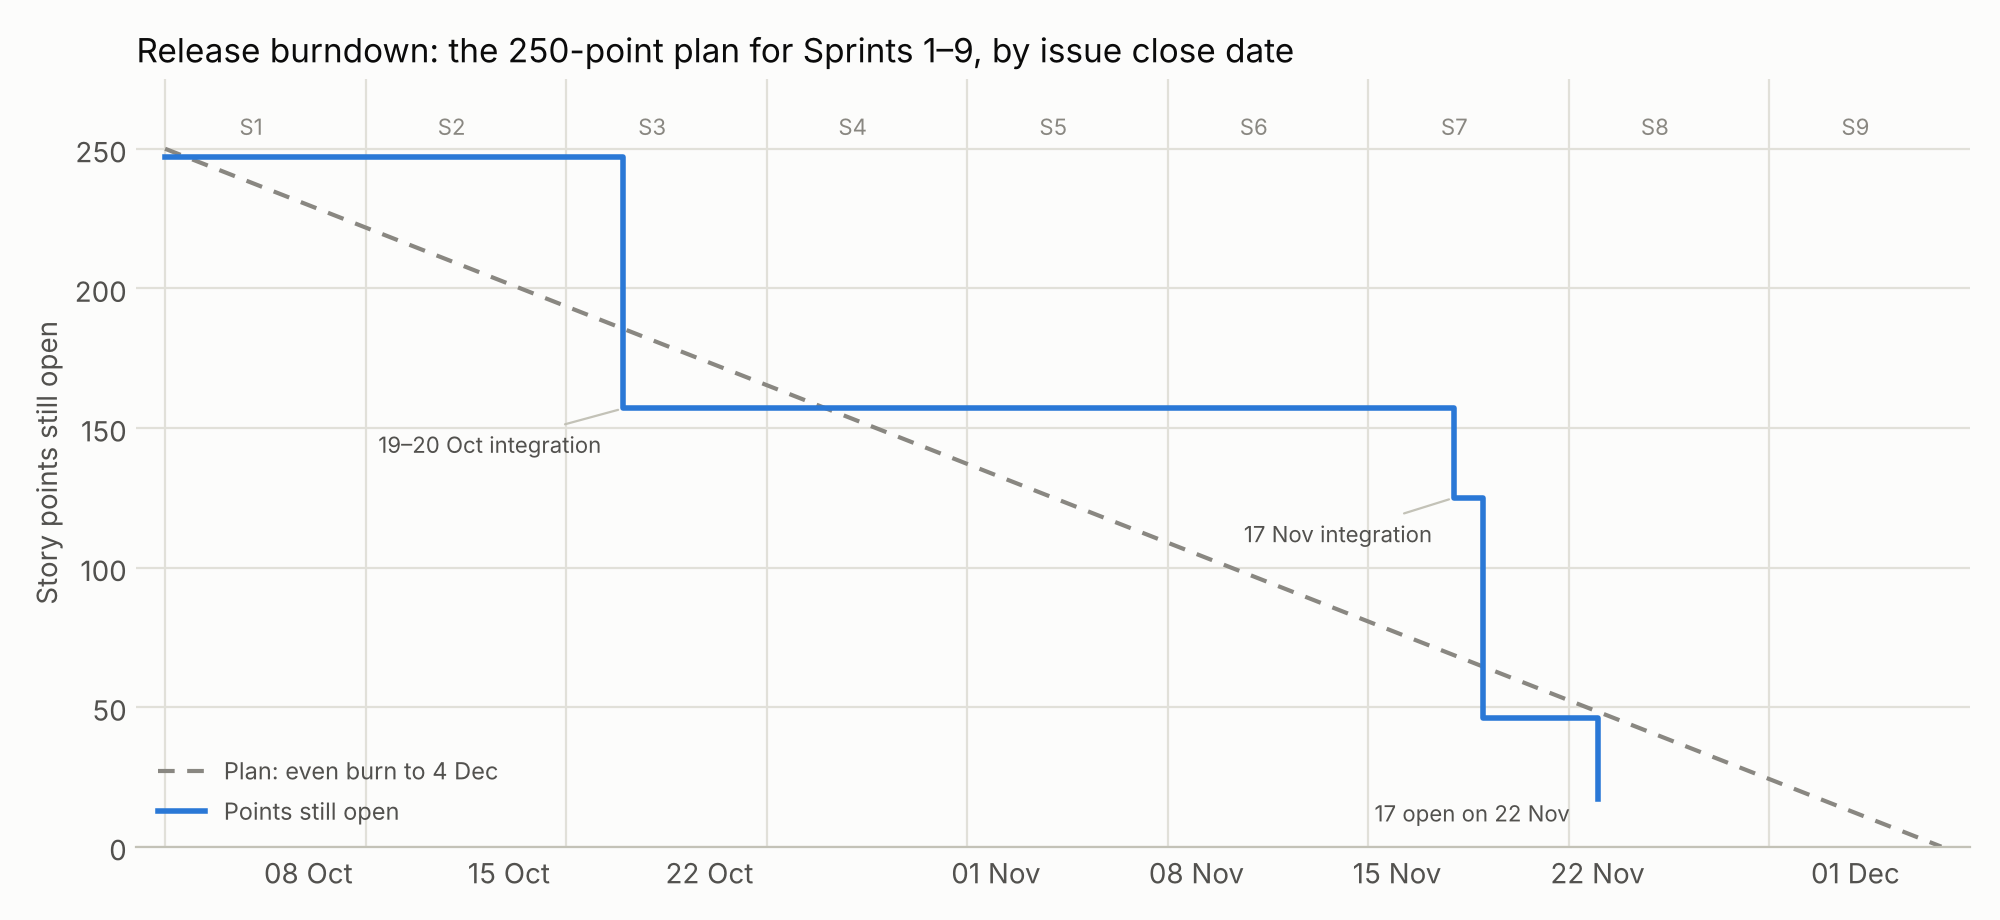 Release burndown: the 250-point plan for Sprints 1–9, by issue close date
S1 S2 S3 S4 S5 S6 S7 S8 S9
250
200
150
100
50
0
Story points still open
19–20 Oct integration
17 Nov integration
17 open on 22 Nov
Plan: even burn to 4 Dec
Points still open
08 Oct 15 Oct 22 Oct 01 Nov 08 Nov 15 Nov 22 Nov 01 Dec